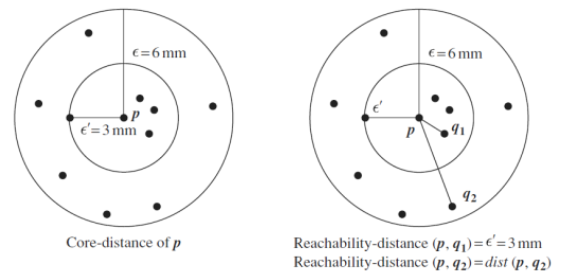 ϵ=6 mm
p
ϵ′=3 mm
Core-distance of p
ϵ=6 mm
ϵ′
p
q₁
q₂
Reachability-distance (p, q₁)=ϵ′=3 mm
Reachability-distance (p, q₂)=dist (p, q₂)